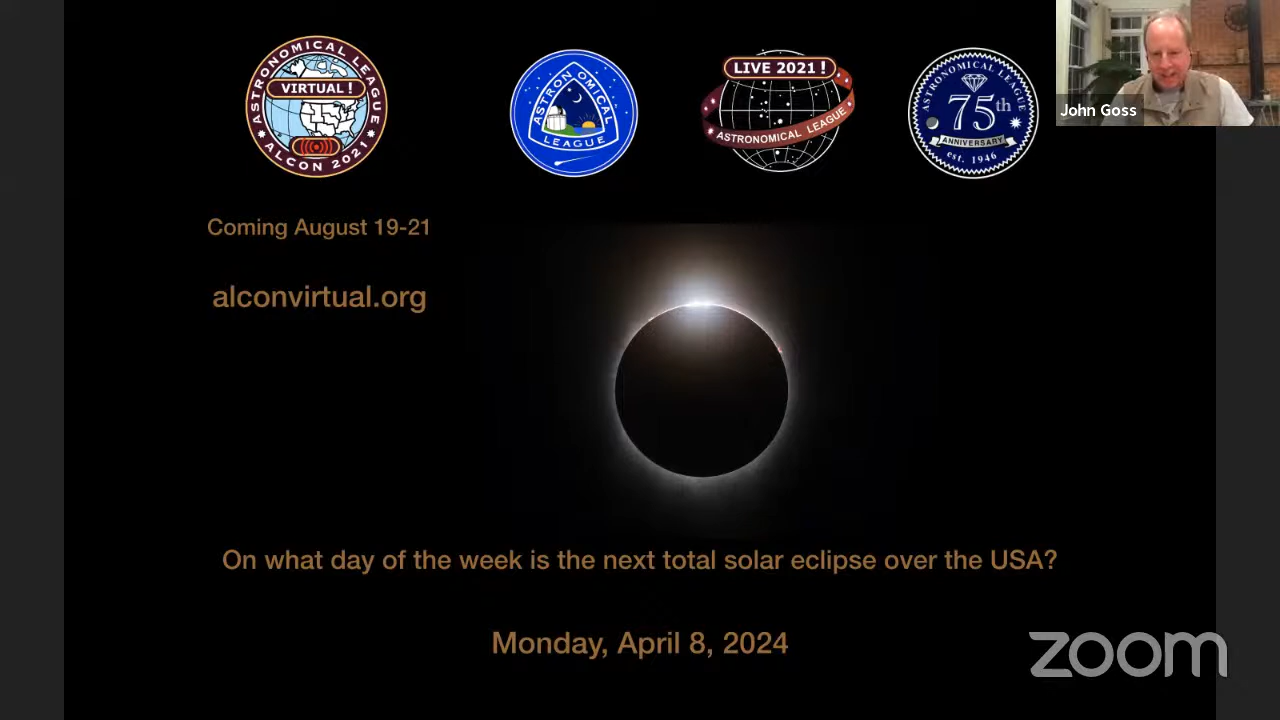 ASTRONOMICAL LEAGUE
VIRTUAL !
ALCON 2021
ASTRONOMICAL
LEAGUE
LIVE 2021 !
ASTRONOMICAL LEAGUE
ASTRONOMICAL LEAGUE
75th
ANNIVERSARY
est. 1946
John Goss
Coming August 19-21
alconvirtual.org
On what day of the week is the next total solar eclipse over the USA?
Monday, April 8, 2024
zoom